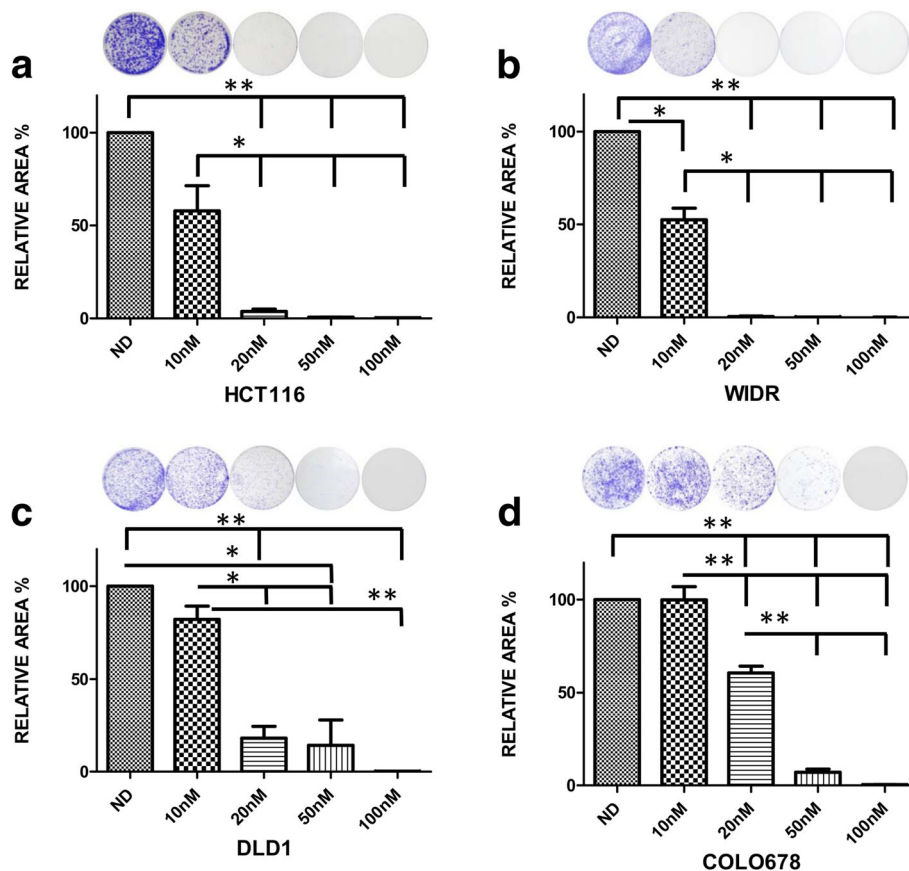 a
**
*
RELATIVE AREA %
100
50
0
ND
10nM
20nM
50nM
100nM
HCT116
b
**
*
*
RELATIVE AREA %
100
50
0
ND
10nM
20nM
50nM
100nM
WIDR
c
**
*
*
**
RELATIVE AREA %
100
50
0
ND
10nM
20nM
50nM
100nM
DLD1
d
**
**
**
RELATIVE AREA %
100
50
0
ND
10nM
20nM
50nM
100nM
COLO678